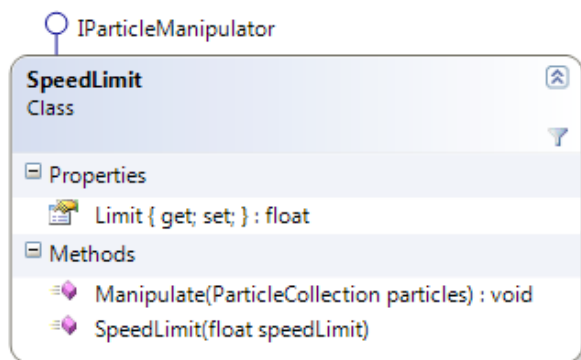 IParticleManipulator
SpeedLimit
Class
Properties
Limit { get; set; } : float
Methods
Manipulate(ParticleCollection particles) : void
SpeedLimit(float speedLimit)